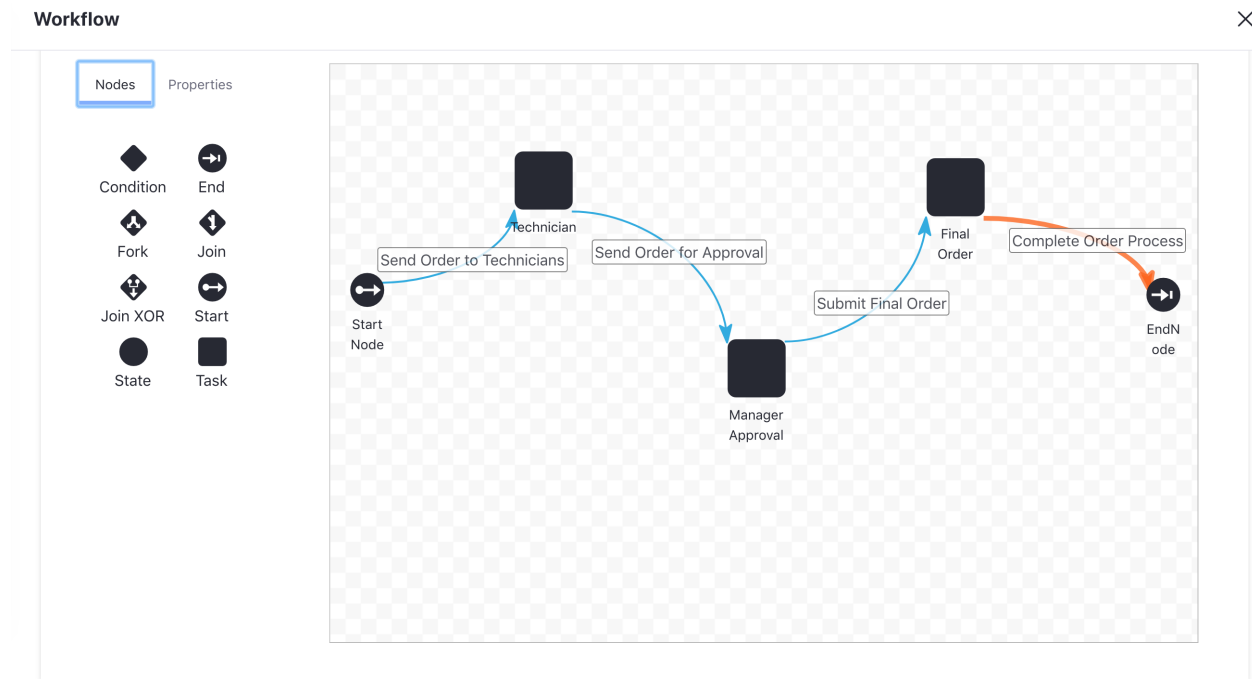 Workflow
Nodes
Properties
Condition
End
Fork
Join
Join XOR
Start
State
Task
Technician
Send Order to Technicians
Start
Node
Send Order for Approval
Manager
Approval
Submit Final Order
Final
Order
Complete Order Process
EndN
ode